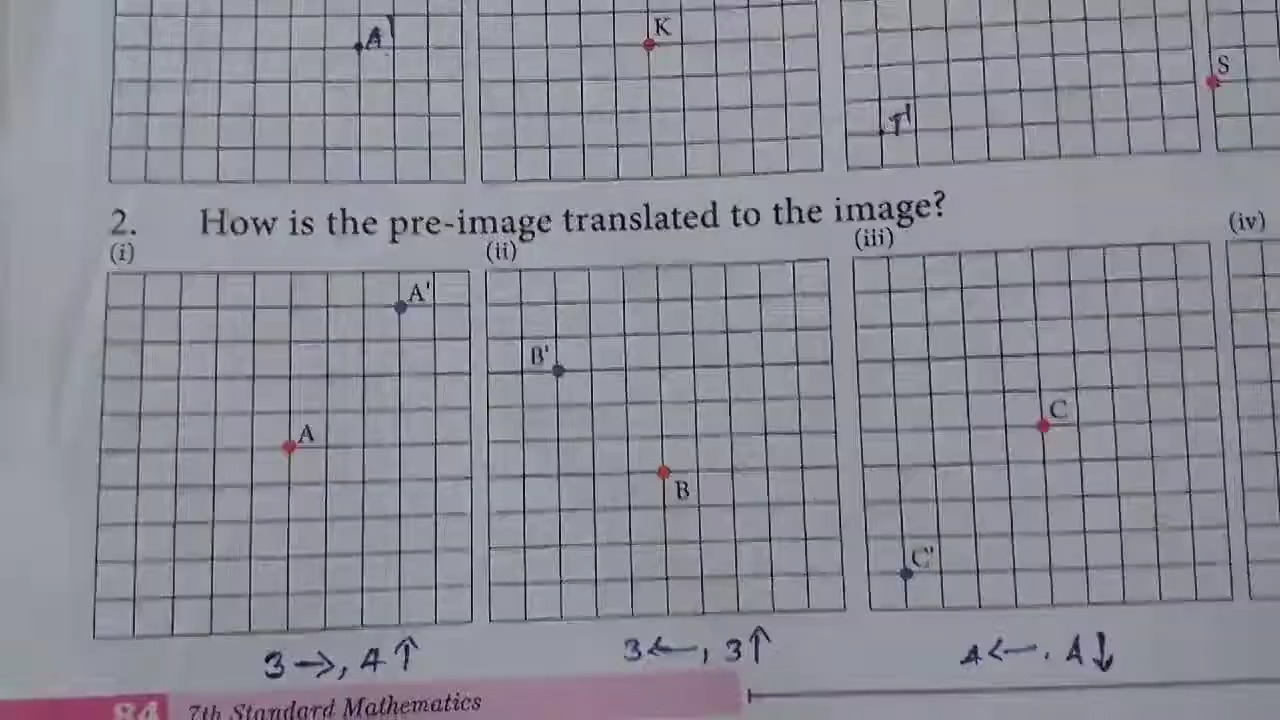 A'
K
S
T'
2. How is the pre-image translated to the image?
(i) (ii) (iii) (iv)
A'
B'
C
A
B
C'
3 →, 4 ↑
3 ←, 3 ↑
4 ←. 4 ↓
84 7th Standard Mathematics